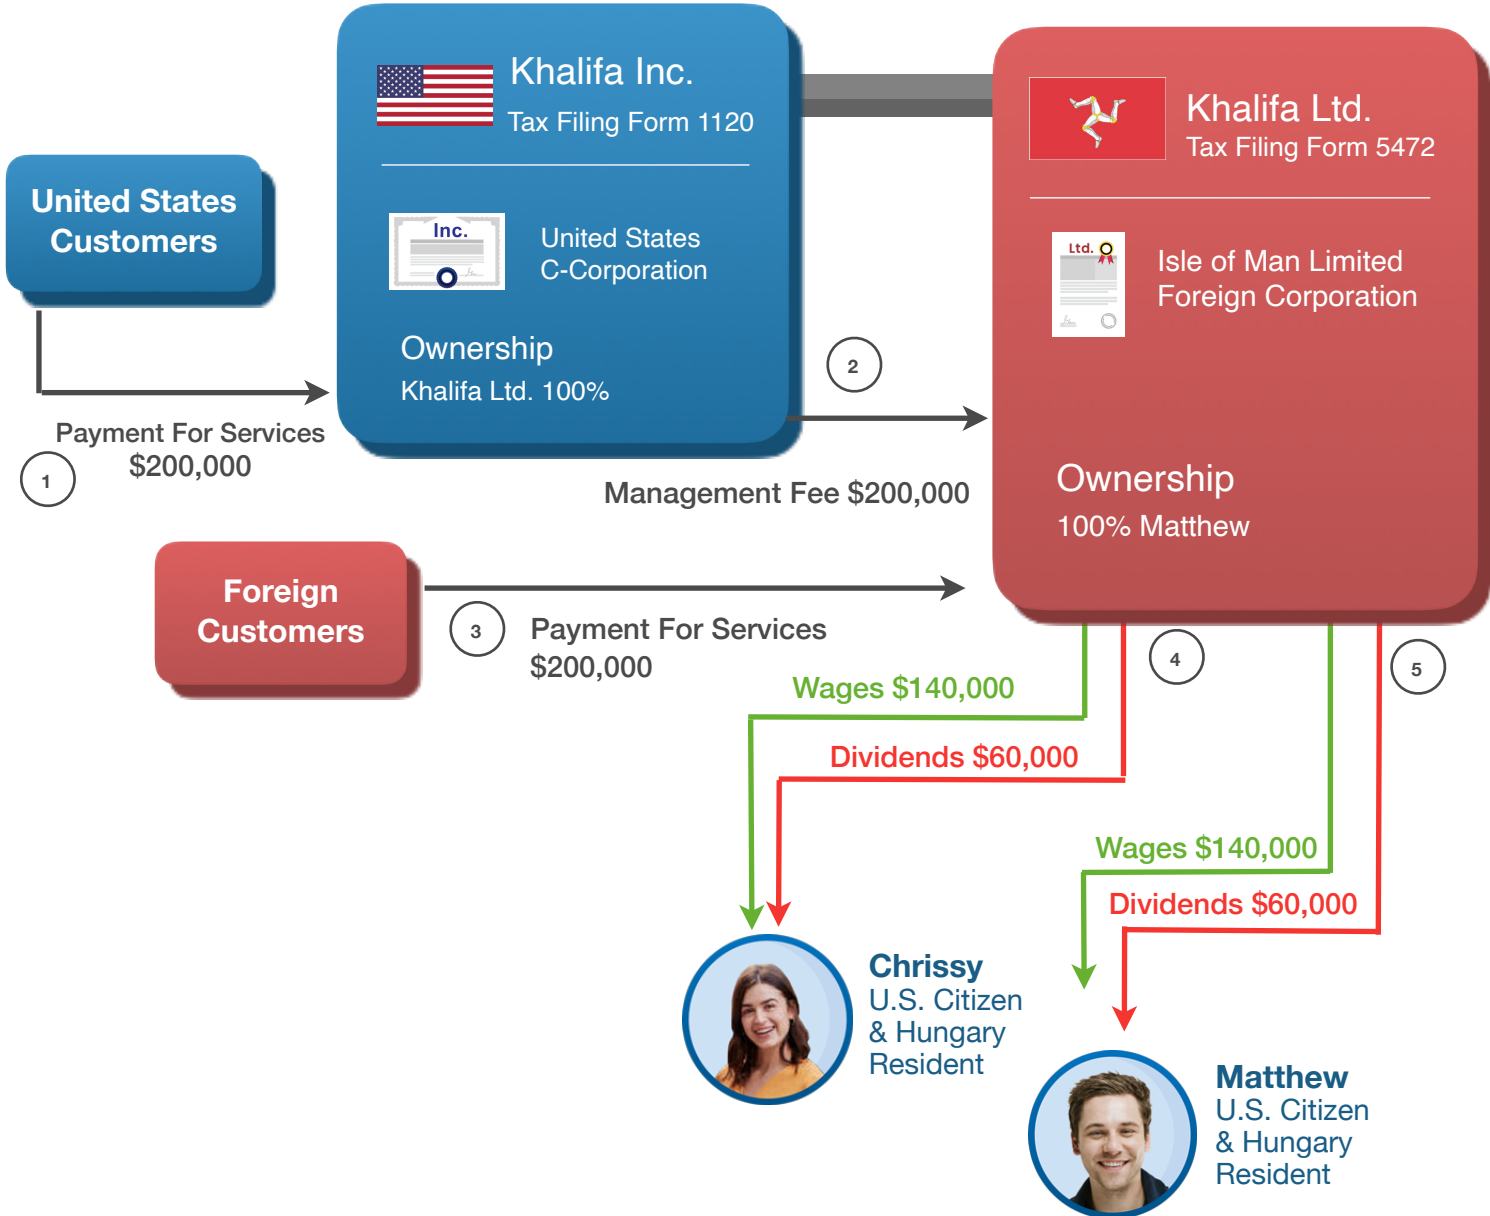 Khalifa Inc.
Tax Filing Form 1120
Inc.
United States
C-Corporation
Ownership
Khalifa Ltd. 100%
Khalifa Ltd.
Tax Filing Form 5472
Ltd.
Isle of Man Limited
Foreign Corporation
Ownership
100% Matthew
United States
Customers
Payment For Services
$200,000
1
2
Management Fee $200,000
Foreign
Customers
3
Payment For Services
$200,000
4
5
Wages $140,000
Dividends $60,000
Wages $140,000
Dividends $60,000
Chrissy
U.S. Citizen
& Hungary
Resident
Matthew
U.S. Citizen
& Hungary
Resident